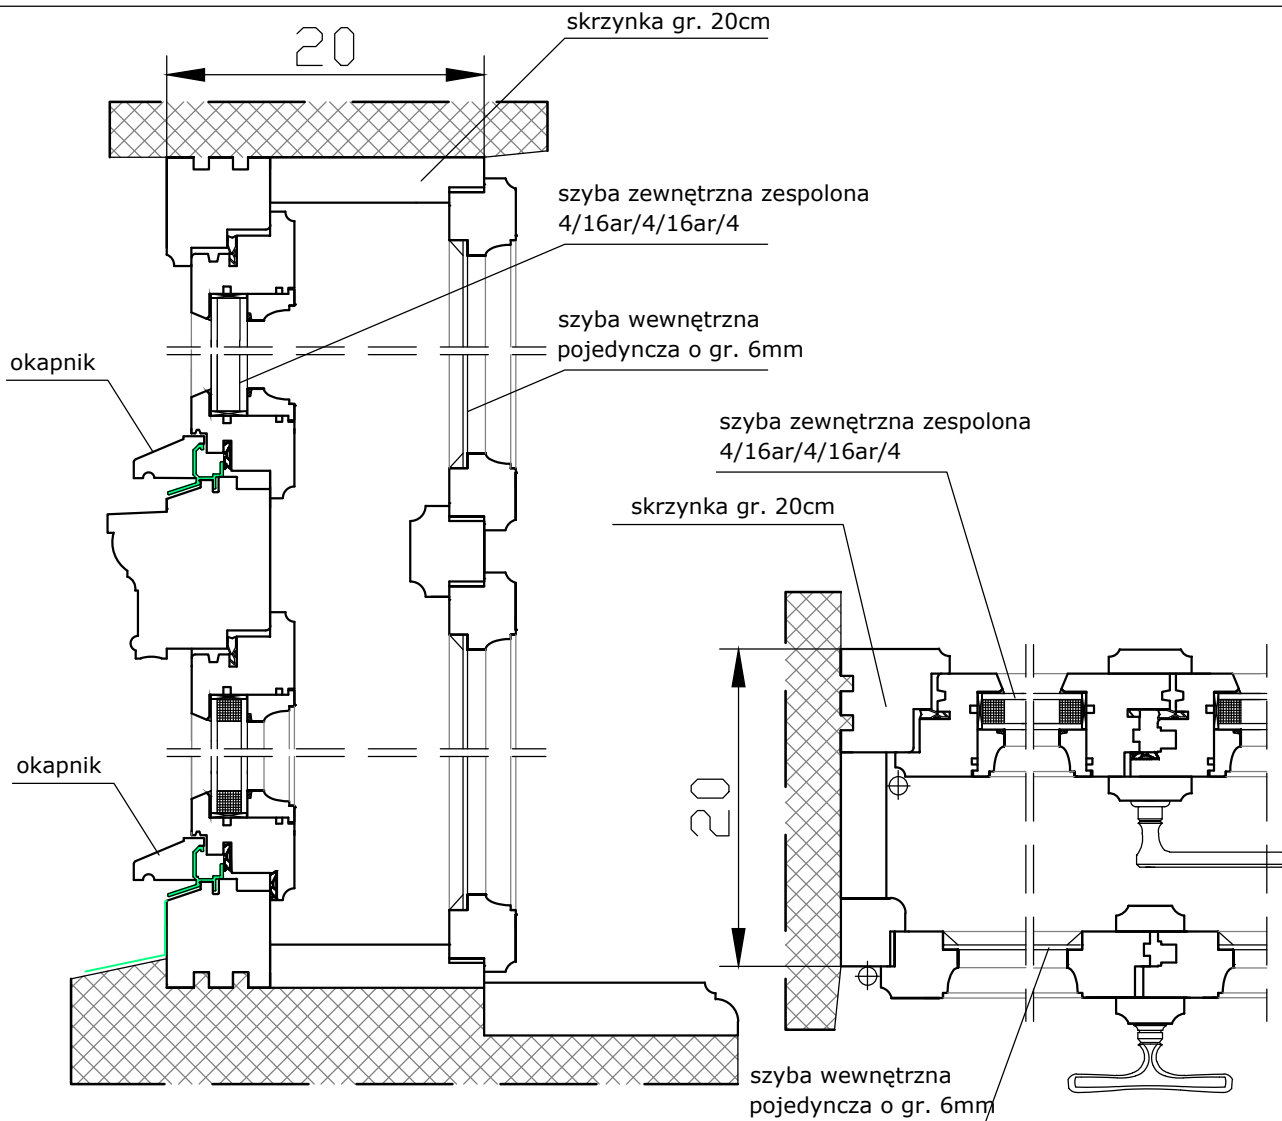 skrzynka gr. 20cm
20
szyba zewnętrzna zespolona
4/16ar/4/16ar/4
szyba wewnętrzna
pojedyncza o gr. 6mm
okapnik
szyba zewnętrzna zespolona
4/16ar/4/16ar/4
skrzynka gr. 20cm
okapnik
20
szyba wewnętrzna
pojedyncza o gr. 6mm